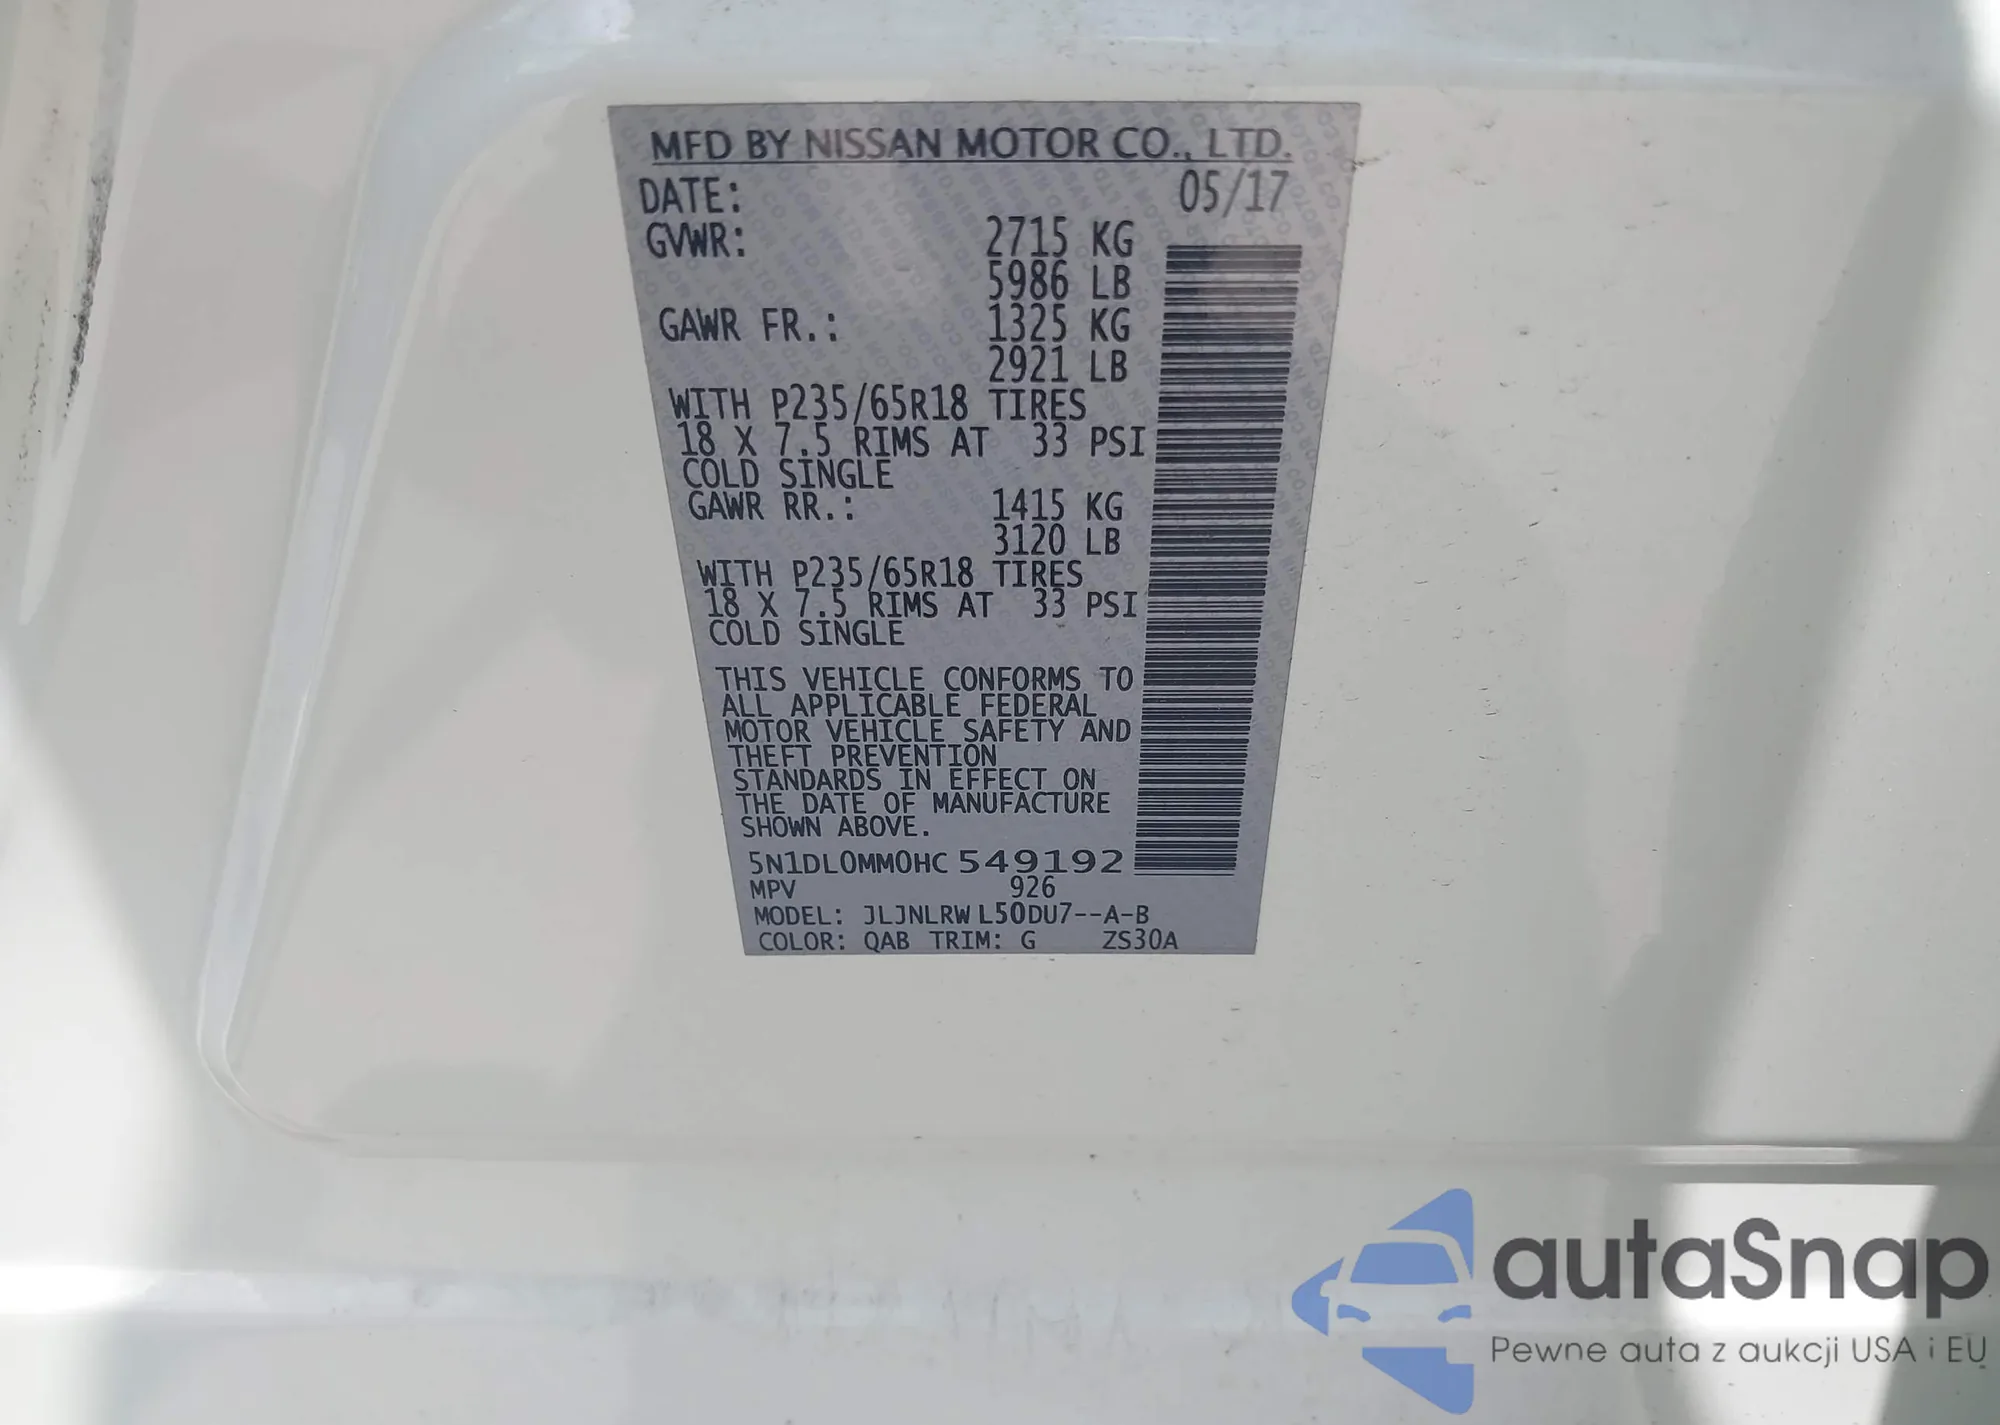 MFD BY NISSAN MOTOR CO., LTD.
DATE: 05/17
GVWR: 2715 KG
5986 LB
GAWR FR.: 1325 KG
2921 LB
WITH P235/65R18 TIRES
18 X 7.5 RIMS AT 33 PSI
COLD SINGLE
GAWR RR.: 1415 KG
3120 LB
WITH P235/65R18 TIRES
18 X 7.5 RIMS AT 33 PSI
COLD SINGLE
THIS VEHICLE CONFORMS TO
ALL APPLICABLE FEDERAL
MOTOR VEHICLE SAFETY AND
THEFT PREVENTION
STANDARDS IN EFFECT ON
THE DATE OF MANUFACTURE
SHOWN ABOVE.
5N1DL0MM0HC 549192
MPV 926
MODEL: JLJNLRW L50DU7--A-B
COLOR: QAB TRIM: G ZS30A
autaSnap
Pewne auta z aukcji USA i EU